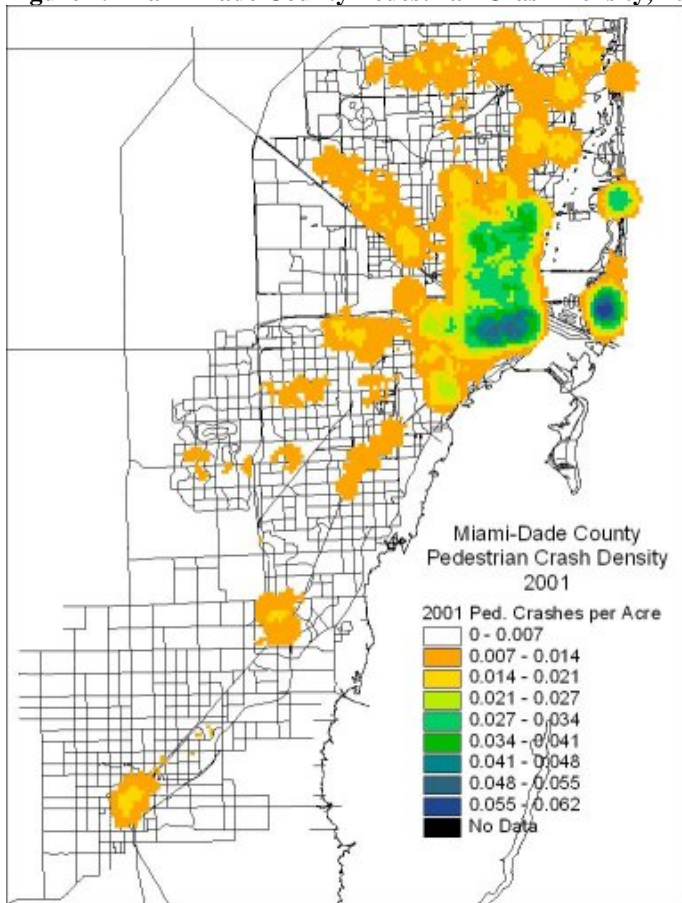 Miami-Dade County
Pedestrian Crash Density
2001
2001 Ped. Crashes per Acre
0 - 0.007
0.007 - 0.014
0.014 - 0.021
0.021 - 0.027
0.027 - 0.034
0.034 - 0.041
0.041 - 0.048
0.048 - 0.055
0.055 - 0.062
No Data